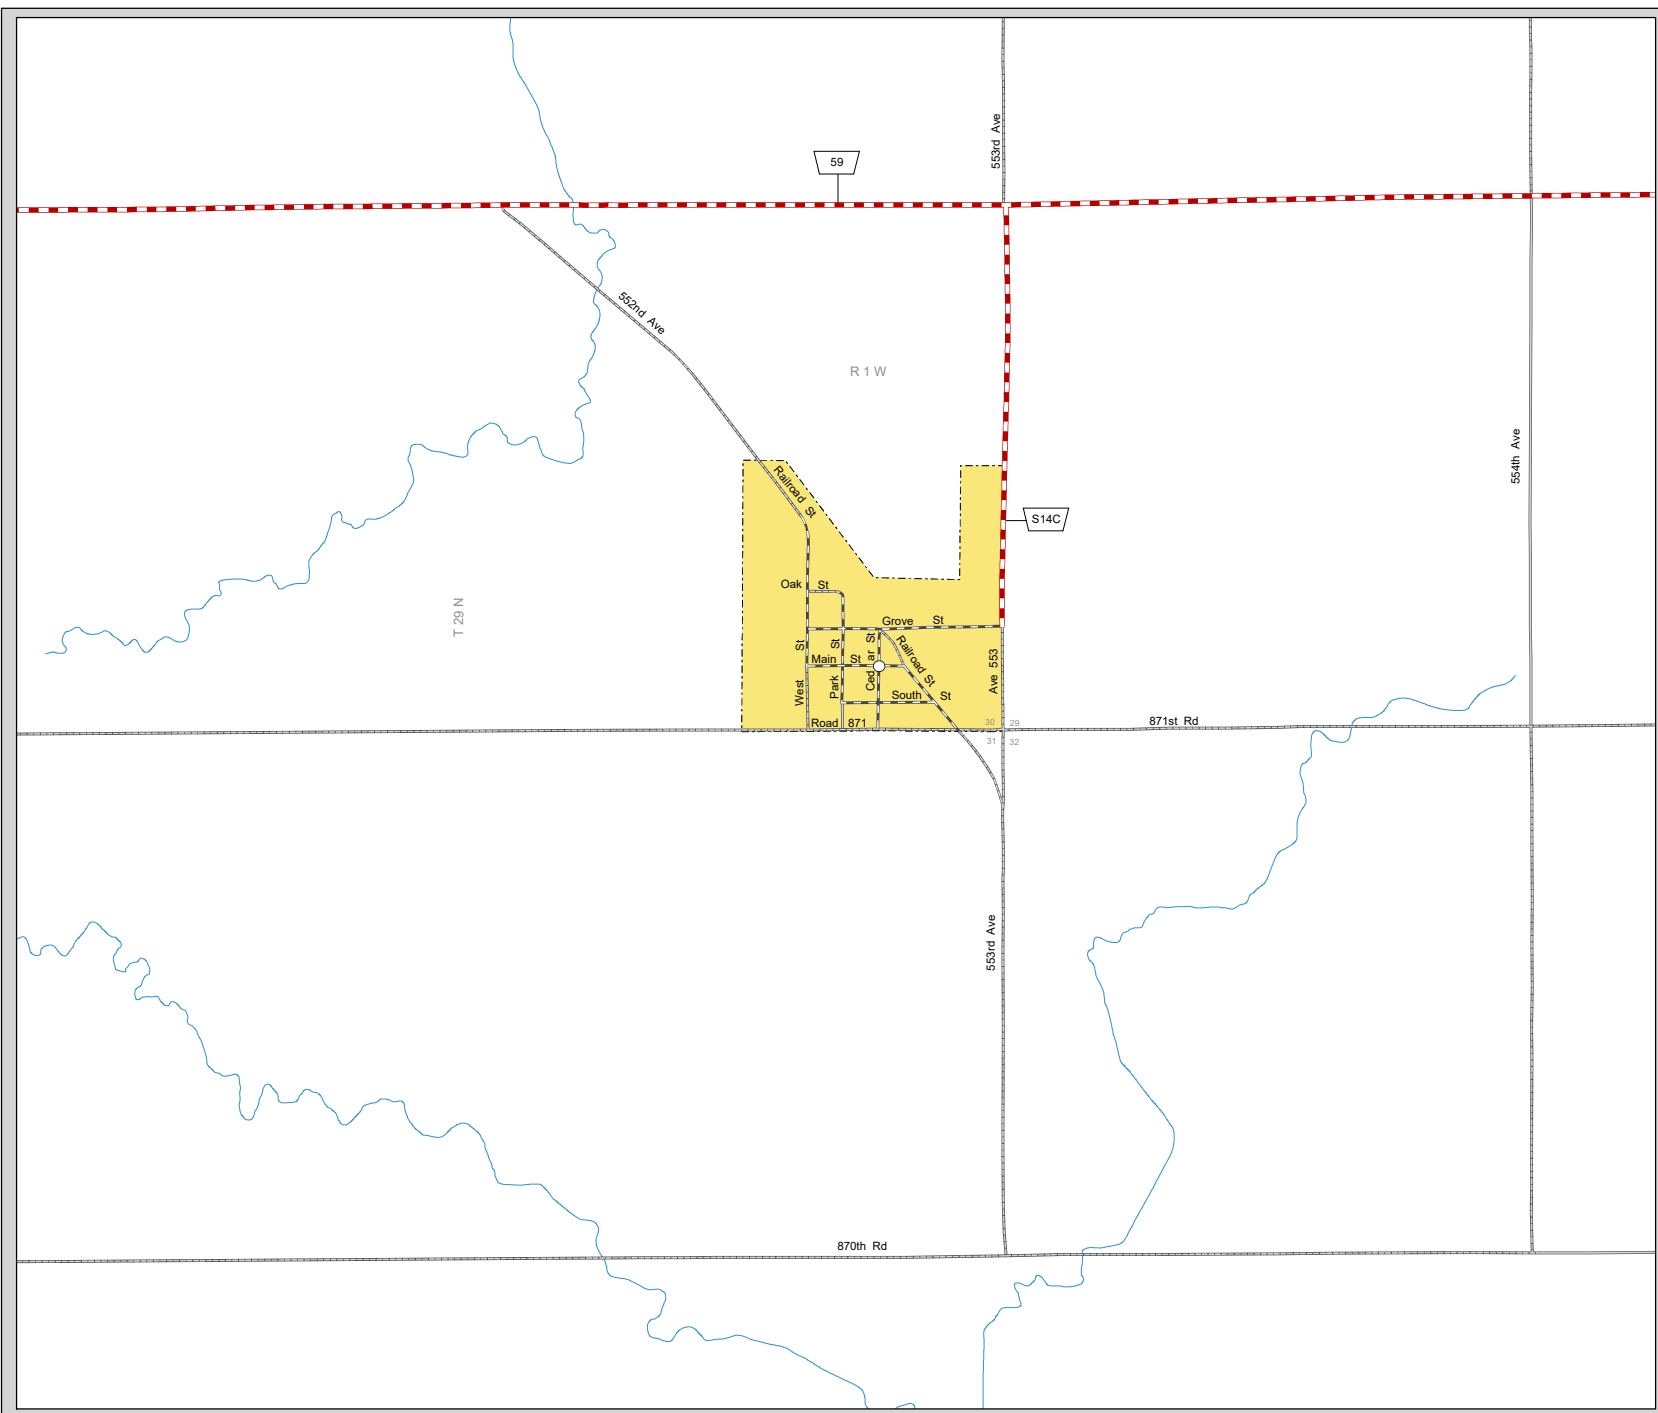 553rd Ave
59
552nd Ave
R 1 W
554th Ave
Railroad St
S14C
Oak St
T 29 N
Grove St
West St
Park St
Cedar St
Railroad St
Main St
Ave 553
South St
Road 871
30 29
31 32
871st Rd
553rd Ave
870th Rd